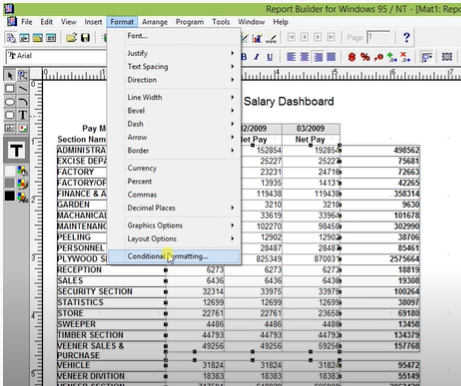 Report Builder for Windows 95 / NT - [Mat1: Repor
File Edit View Insert Format Arrange Program Tools Window Help
Page: 1 ?
Arial B I U $ % , .0
Font...
Justify
Text Spacing
Direction
Line Width
Bevel
Dash
Arrow
Border
Currency
Percent
Commas
Decimal Places
Graphics Options
Layout Options
Conditional Formatting...
Salary Dashboard
Pay M 02/2009 03/2009
Section Nam Net Pay Net Pay
ADMINISTRA 152854 192854 498562
EXCISE DEPA 25227 25227 75681
FACTORY 23231 24716 72663
FACTORY/OF 13935 14131 42265
FINANCE & A 119438 119438 358314
GARDEN 3210 3210 9630
MACHANICAL 33619 33964 101678
MAINTENANC 102270 98450 302990
PEELING 12902 12902 38706
PERSONNEL 28487 28487 85461
PLYWOOD S 825349 870031 2575664
RECEPTION 6273 6273 6273 18819
SALES 6436 6436 6436 19308
SECURITY SECTION 32314 33975 33975 100264
STATISTICS 12699 12699 12699 38097
STORE 22761 22761 23658 69180
SWEEPER 4486 4486 4486 13458
TIMBER SECTION 44793 44793 44793 134379
VEENER SALES & 49256 49256 59256 157768
PURCHASE
VEHICLE 31824 31824 31824 95472
VENEER DIVITION 18383 18383 18383 55149